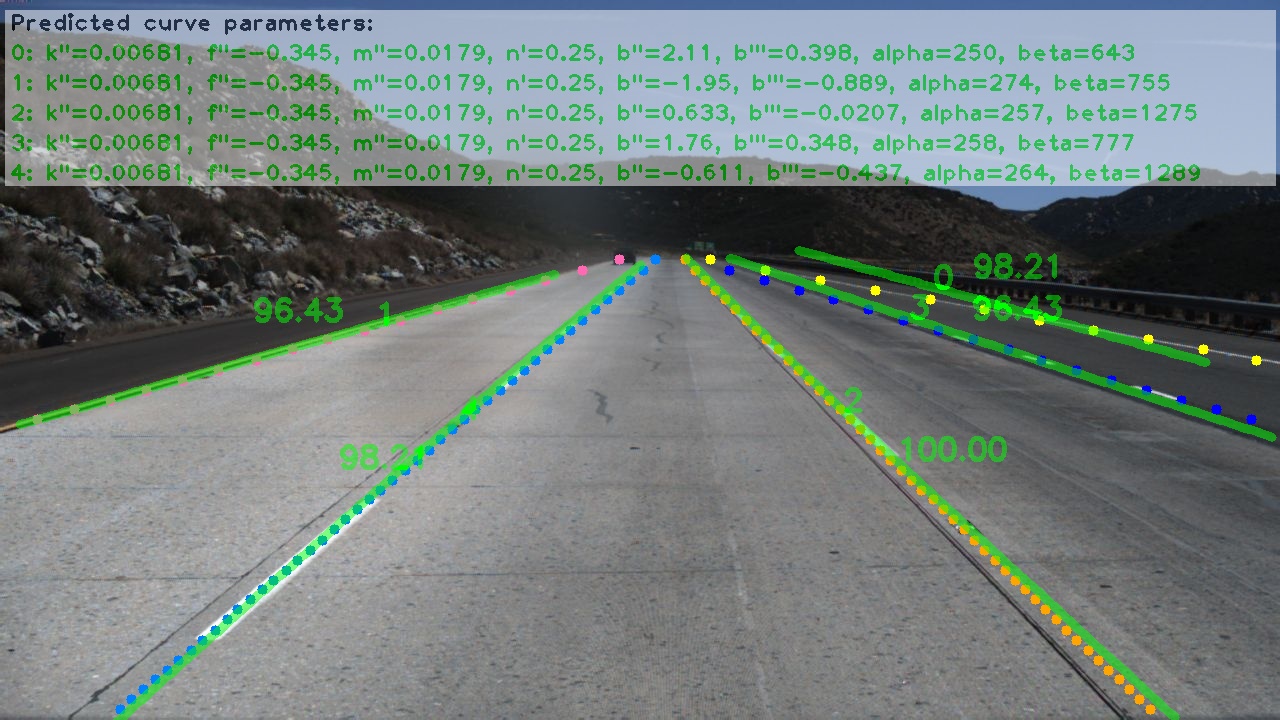 Predicted curve parameters:
0: k''=0.00681, f''=-0.345, m''=0.0179, n'=0.25, b''=2.11, b'''=0.398, alpha=250, beta=643
1: k''=0.00681, f''=-0.345, m''=0.0179, n'=0.25, b''=-1.95, b'''=-0.889, alpha=274, beta=755
2: k''=0.00681, f''=-0.345, m''=0.0179, n'=0.25, b''=0.633, b'''=-0.0207, alpha=257, beta=1275
3: k''=0.00681, f''=-0.345, m''=0.0179, n'=0.25, b''=1.76, b'''=0.348, alpha=258, beta=777
4: k''=0.00681, f''=-0.345, m''=0.0179, n'=0.25, b''=-0.611, b'''=-0.437, alpha=264, beta=1289
0 98.21
96.43 1
3 96.43
2
98.21
100.00